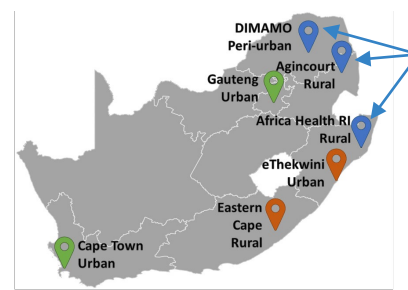 DIMAMO
Peri-urban
Agincourt
Rural
Gauteng
Urban
Africa Health RI
Rural
eThekwini
Urban
Eastern
Cape
Rural
Cape Town
Urban